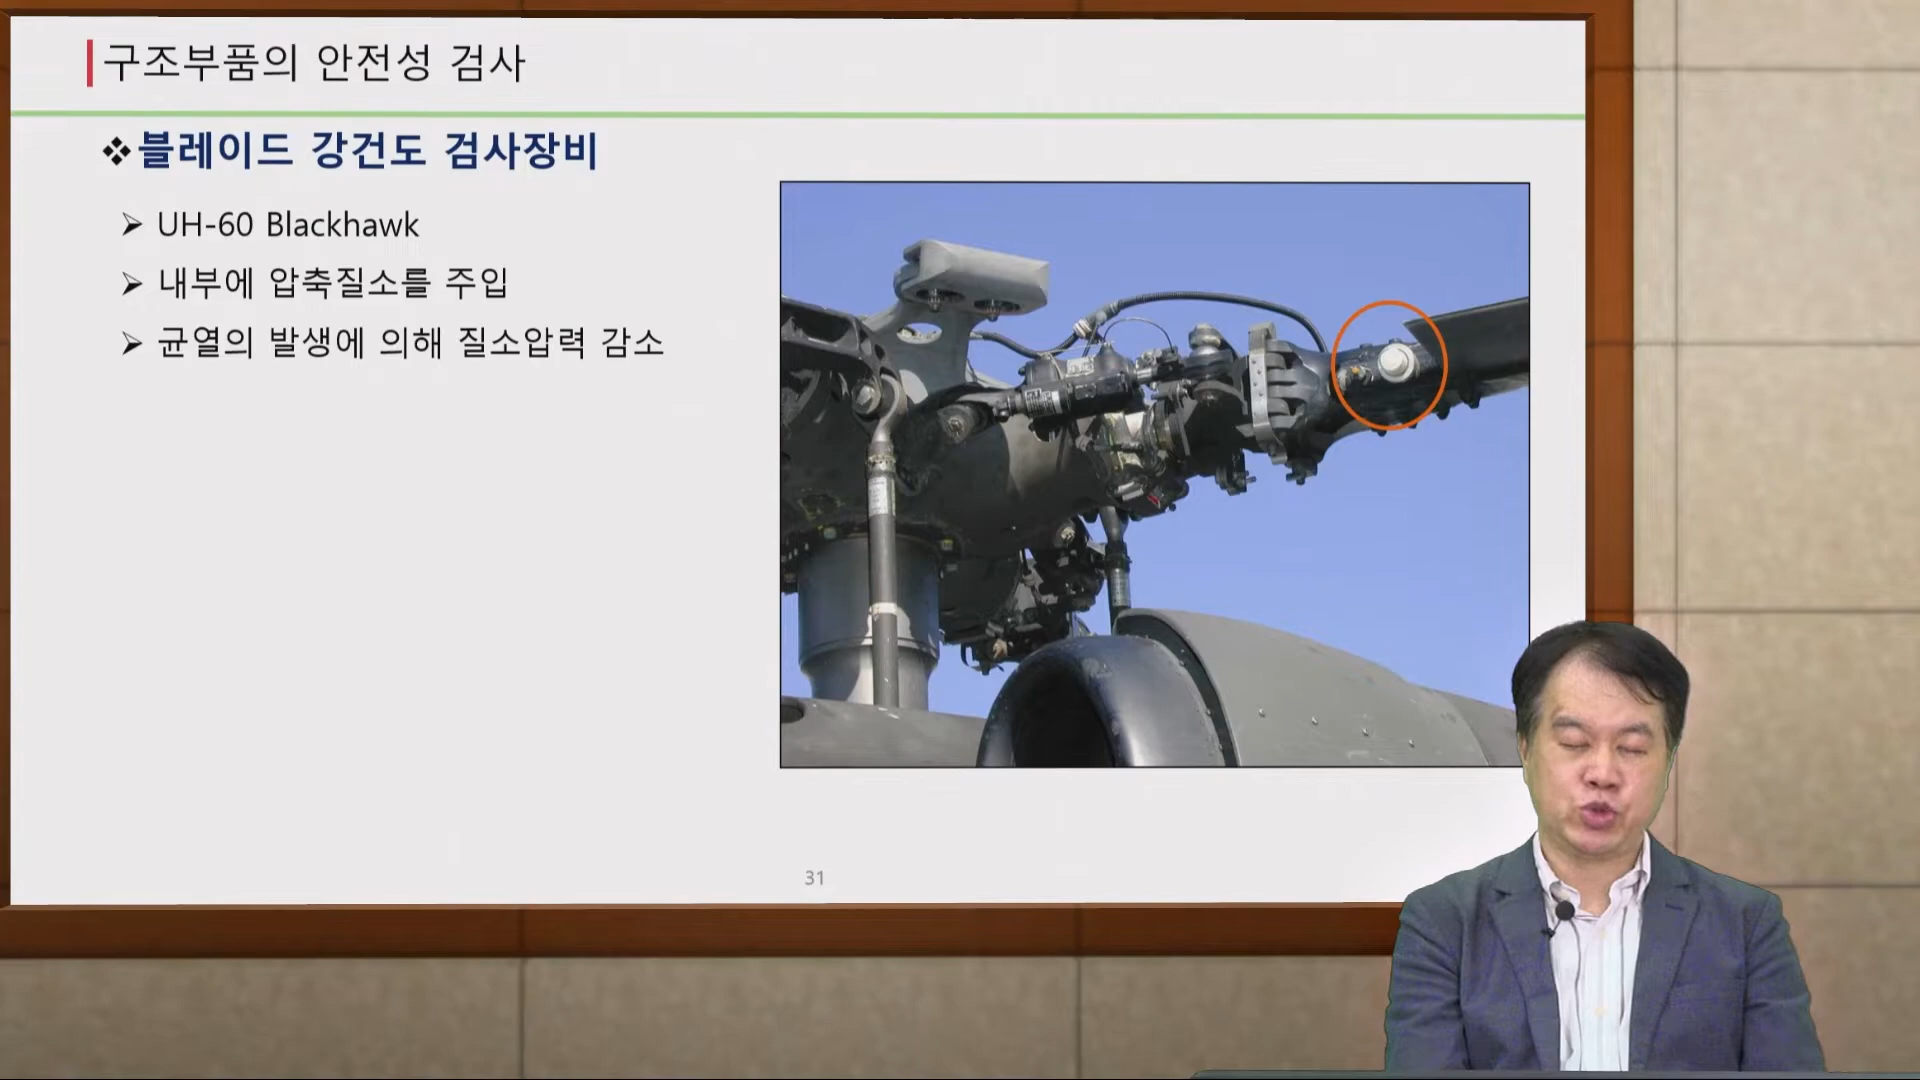 구조부품의 안전성 검사
❖블레이드 강건도 검사장비
➢ UH-60 Blackhawk
➢ 내부에 압축질소를 주입
➢ 균열의 발생에 의해 질소압력 감소
31